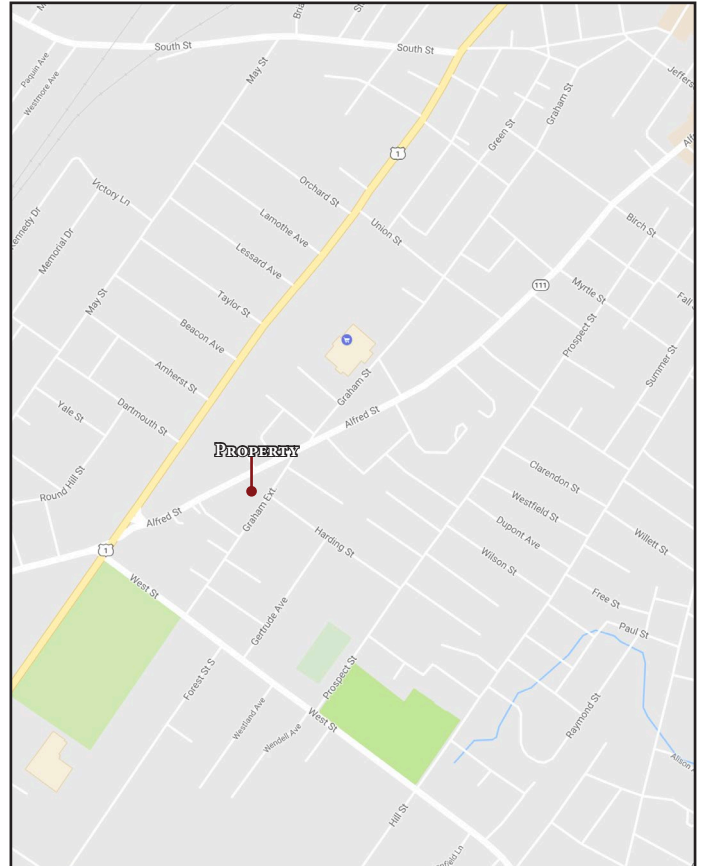 South St
South St
Paquin Ave
Westmore Ave
May St
Graham St
Green St
1
Orchard St
Victory Ln
Union St
Lamothe Ave
Birch St
Memorial Dr
Lessard Ave
111
Myrtle St
Taylor St
May St
Prospect St
Beacon Ave
Summer St
Amherst St
Graham St
Yale St
Dartmouth St
Alfred St
Property
Round Hill St
Clarendon St
Graham Ext.
Westfield St
Alfred St
Dupont Ave
Willett St
Harding St
1
Wilson St
West St
Free St
Gertrude Ave
Paul St
Forest St S
Prospect St
Westland Ave
West St
Raymond St
Wendell Ave
Hill St